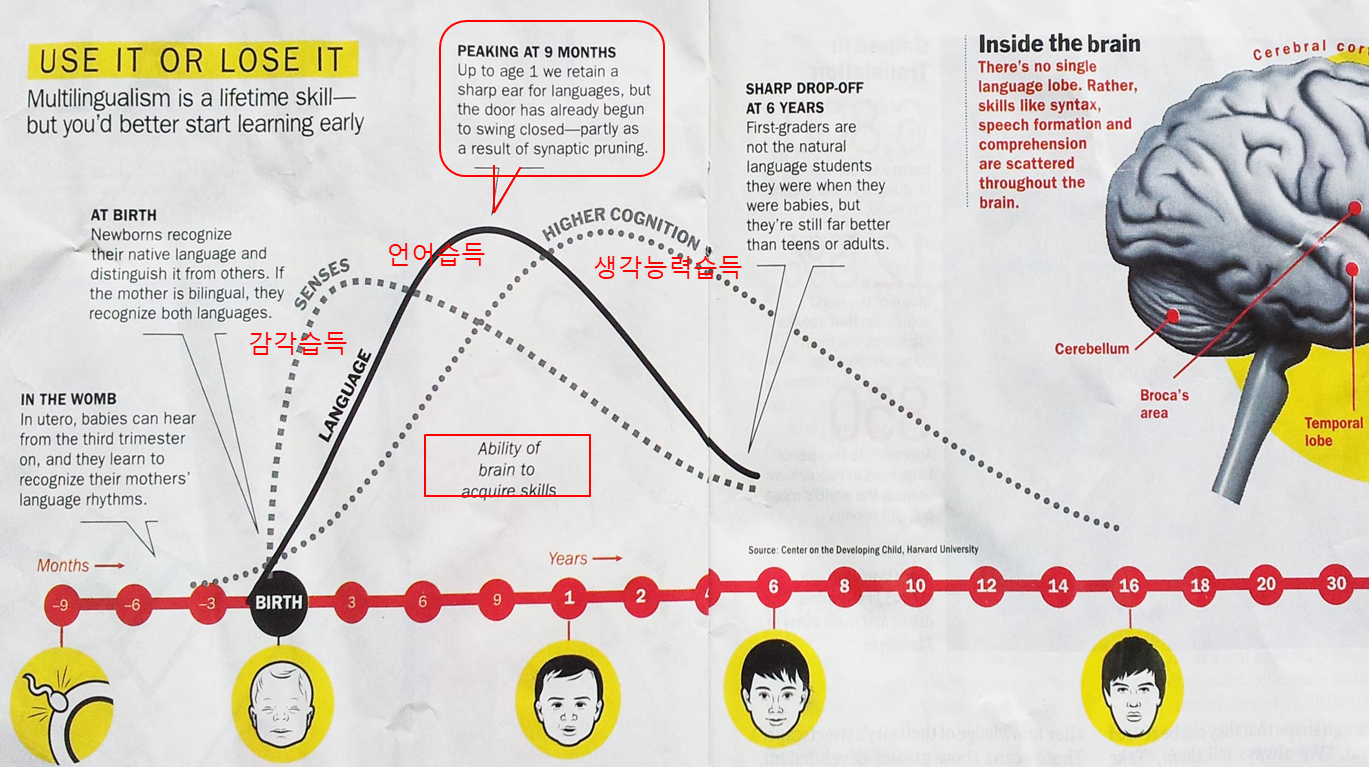 USE IT OR LOSE IT
Multilingualism is a lifetime skill—
but you'd better start learning early
PEAKING AT 9 MONTHS
Up to age 1 we retain a
sharp ear for languages, but
the door has already begun
to swing closed—partly as
a result of synaptic pruning.
SHARP DROP-OFF
AT 6 YEARS
First-graders are
not the natural
language students
they were when they
were babies, but
they're still far better
than teens or adults.
Inside the brain
There's no single
language lobe. Rather,
skills like syntax,
speech formation and
comprehension
are scattered
throughout the
brain.
Cerebral
AT BIRTH
Newborns recognize
their native language and
distinguish it from others. If
the mother is bilingual, they
recognize both languages.
SENSES
감각습득
언어습득
LANGUAGE
HIGHER COGNITION
생각능력습득
Cerebellum
Broca's
area
Temporal
lobe
IN THE WOMB
In utero, babies can hear
from the third trimester
on, and they learn to
recognize their mothers'
language rhythms.
Ability of
brain to
acquire skills
Source: Center on the Developing Child, Harvard University
Months
Years
–9 –6 –3 BIRTH 3 6 9 1 2 6 8 10 12 14 16 18 20 30